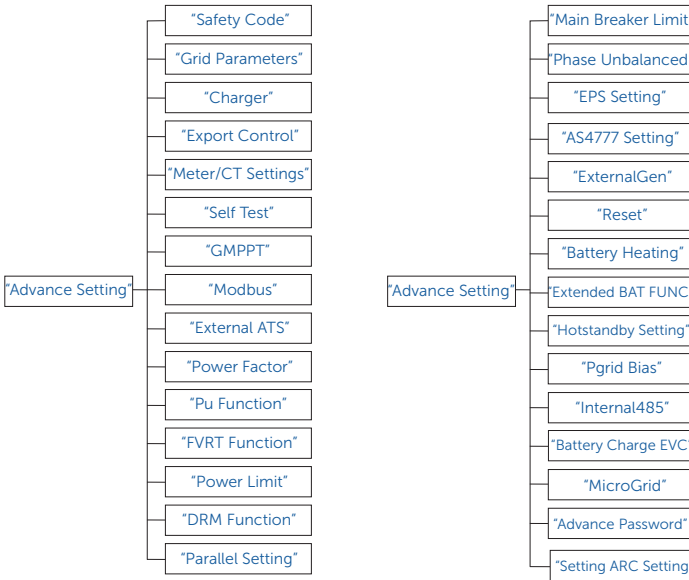 “Safety Code”
“Grid Parameters”
“Charger”
“Export Control”
“Meter/CT Settings”
“Self Test”
“GMPPT”
“Advance Setting”
“Modbus”
“External ATS”
“Power Factor”
“Pu Function”
“FVRT Function”
“Power Limit”
“DRM Function”
“Parallel Setting”
“Main Breaker Limit
“Phase Unbalanced
“EPS Setting”
“AS4777 Setting”
“ExternalGen”
“Reset”
“Battery Heating”
“Advance Setting”
“Extended BAT FUNC
“Hotstandby Setting”
“Pgrid Bias”
“Internal485”
“Battery Charge EVC”
“MicroGrid”
“Advance Password”
“Setting ARC Setting